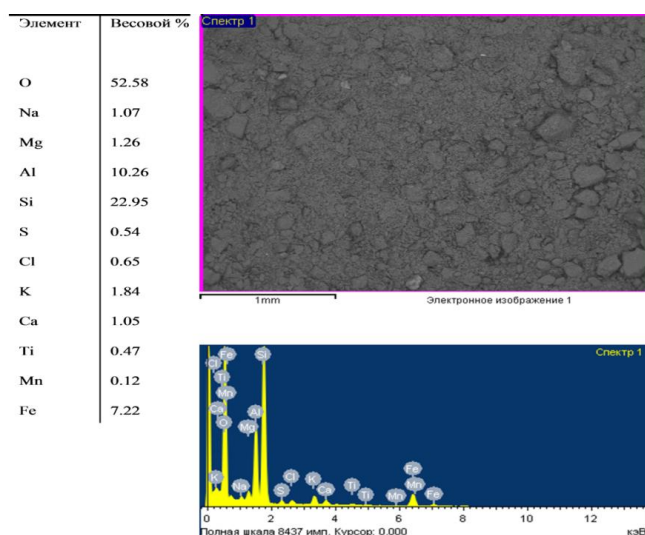 Элемент Весовой %
O 52.58
Na 1.07
Mg 1.26
Al 10.26
Si 22.95
S 0.54
Cl 0.65
K 1.84
Ca 1.05
Ti 0.47
Mn 0.12
Fe 7.22
Спектр 1
1mm Электронное изображение 1
Спектр 1
Cl Fe Si
Ti
Mn
Ca Al
O Mg
K Na S Cl K Ca Ti Ti Mn Fe Mn Fe
0 2 4 6 8 10 12
Полная шкала 8437 имп. Курсор: 0.000 кэВ